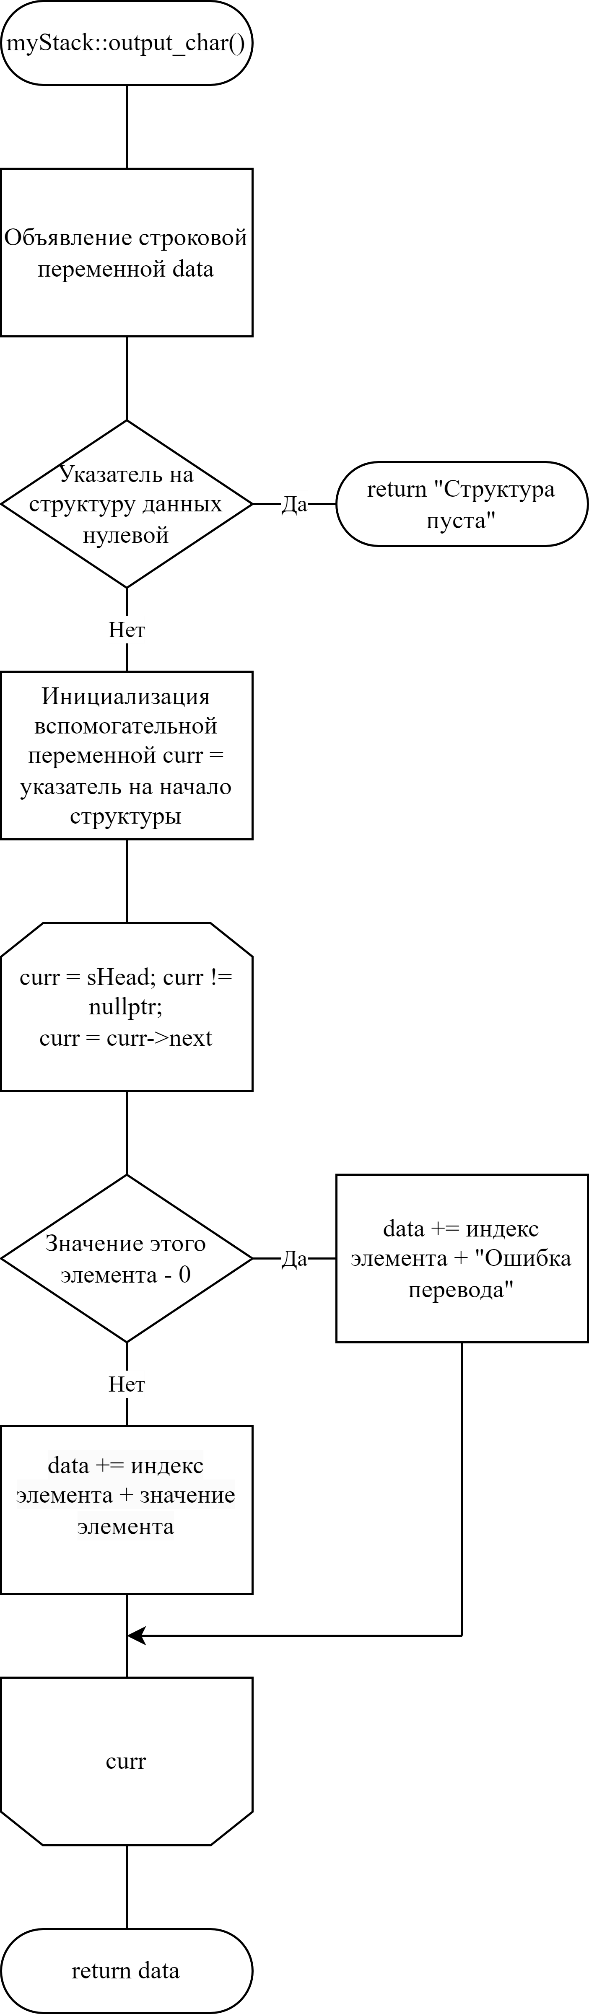 myStack::output_char()
Объявление строковой
переменной data
Указатель на
структуру данных
нулевой
Да
return "Структура
пуста"
Нет
Инициализация
вспомогательной
переменной curr =
указатель на начало
структуры
curr = sHead; curr !=
nullptr;
curr = curr->next
Значение этого
элемента - 0
Да
data += индекс
элемента + "Ошибка
перевода"
Нет
data += индекс
элемента + значение
элемента
curr
return data